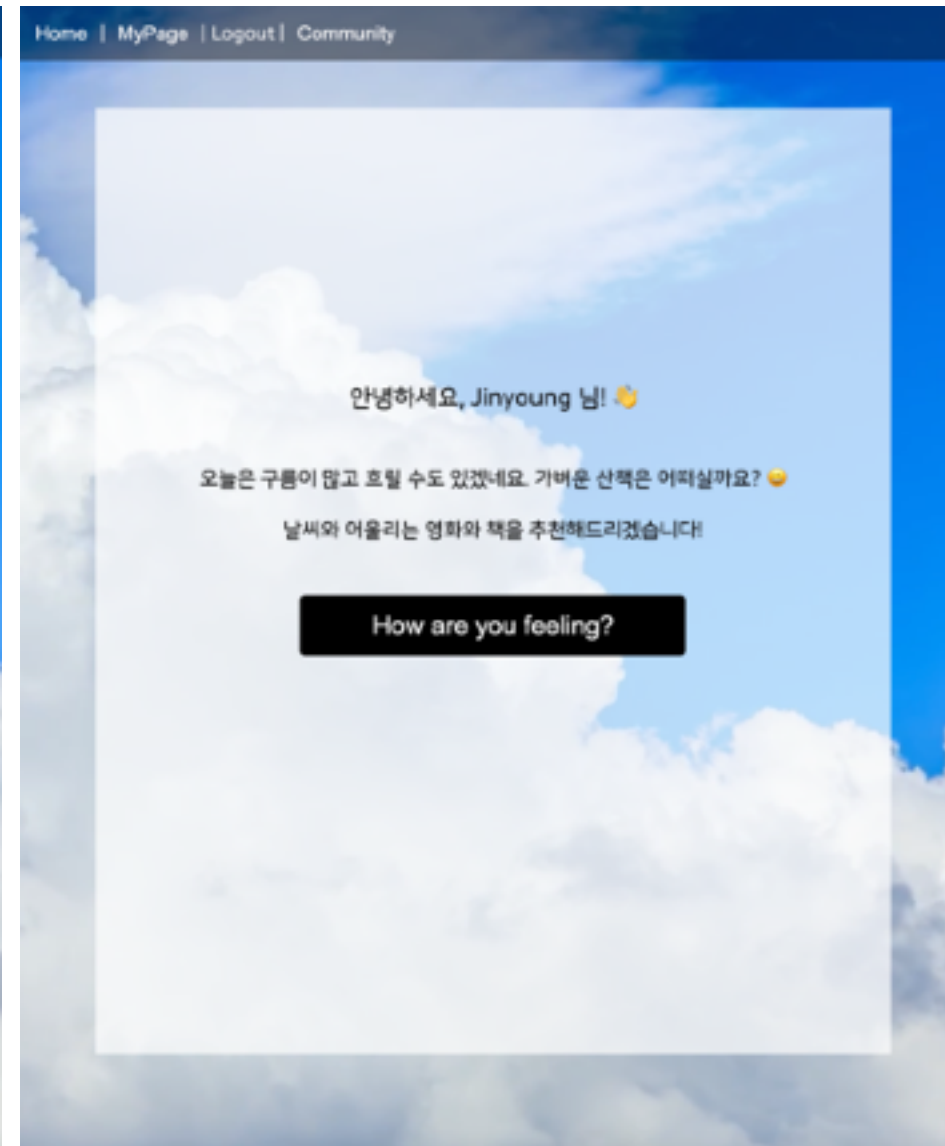 Home | MyPage | Logout | Community
안녕하세요, Jinyoung 님! 👋
오늘은 구름이 많고 흐릴 수도 있겠네요. 가벼운 산책은 어떠실까요? 😀
날씨와 어울리는 영화와 책을 추천해드리겠습니다!
How are you feeling?